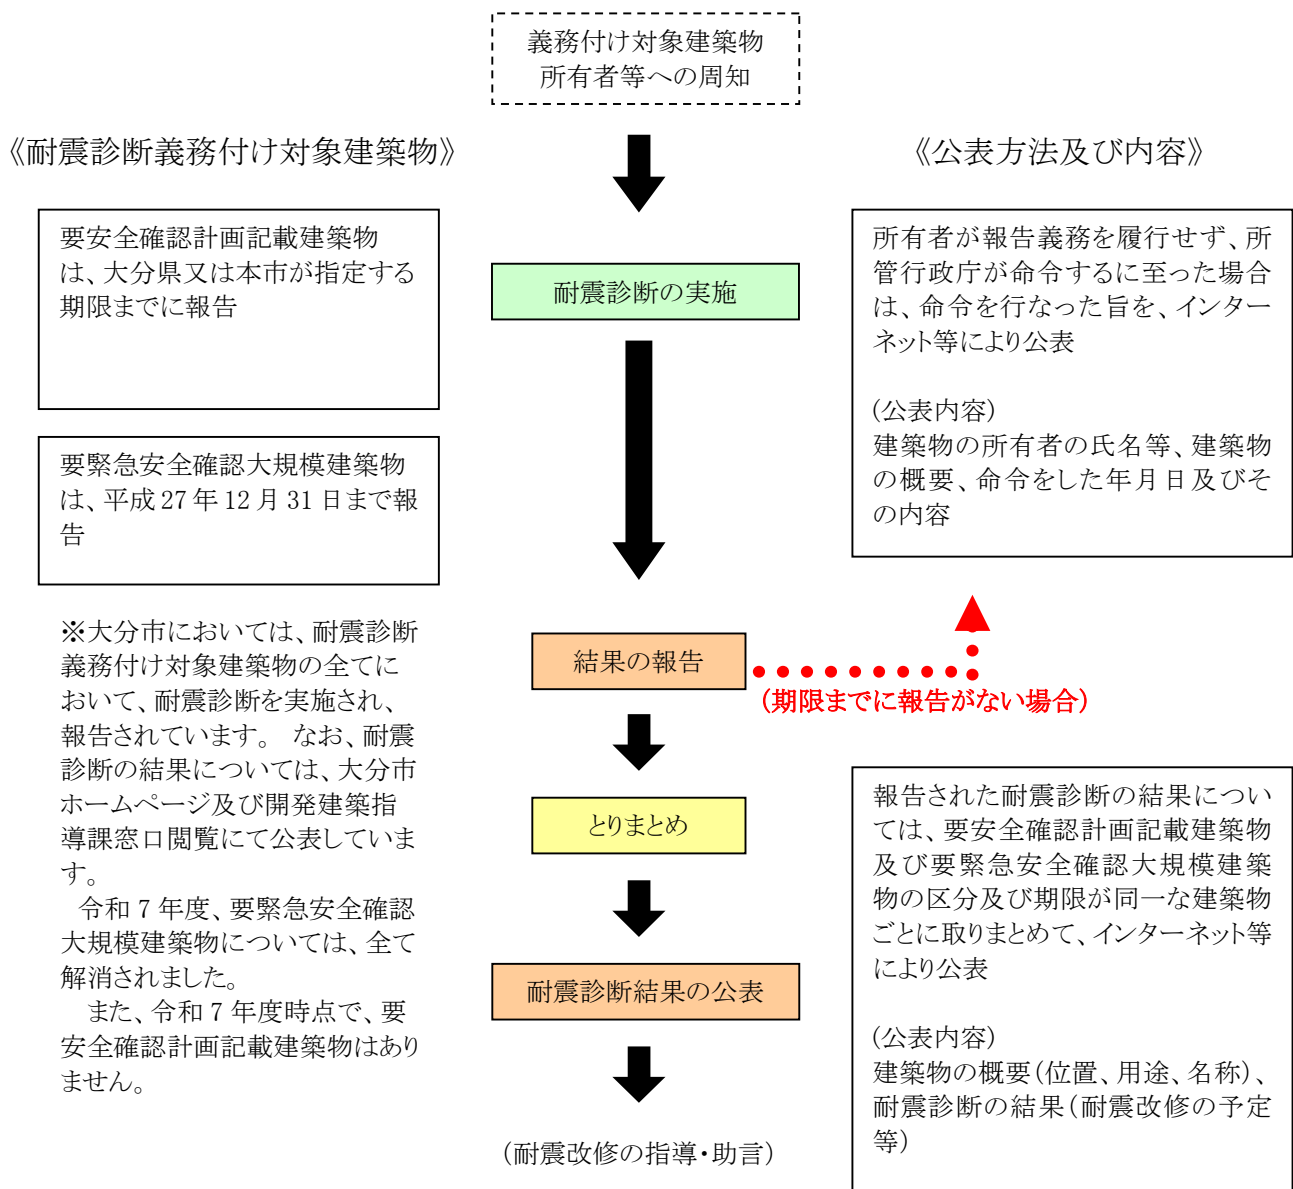 義務付け対象建築物
所有者等への周知
《耐震診断義務付け対象建築物》
要安全確認計画記載建築物
は、大分県又は本市が指定する
期限までに報告
要緊急安全確認大規模建築物
は、平成27年12月31日まで報
告
※大分市においては、耐震診断
義務付け対象建築物の全てに
おいて、耐震診断を実施され、
報告されています。 なお、耐震
診断の結果については、大分市
ホームページ及び開発建築指
導課窓口閲覧にて公表していま
す。
令和7年度、要緊急安全確認
大規模建築物については、全て
解消されました。
また、令和7年度時点で、要
安全確認計画記載建築物はあり
ません。
耐震診断の実施
結果の報告
(期限までに報告がない場合)
とりまとめ
耐震診断結果の公表
(耐震改修の指導・助言)
《公表方法及び内容》
所有者が報告義務を履行せず、所
管行政庁が命令するに至った場合
は、命令を行なった旨を、インター
ネット等により公表
(公表内容)
建築物の所有者の氏名等、建築物
の概要、命令をした年月日及びそ
の内容
報告された耐震診断の結果につい
ては、要安全確認計画記載建築物
及び要緊急安全確認大規模建築
物の区分及び期限が同一な建築物
ごとに取りまとめて、インターネット等
により公表
(公表内容)
建築物の概要(位置、用途、名称)、
耐震診断の結果(耐震改修の予定
等)